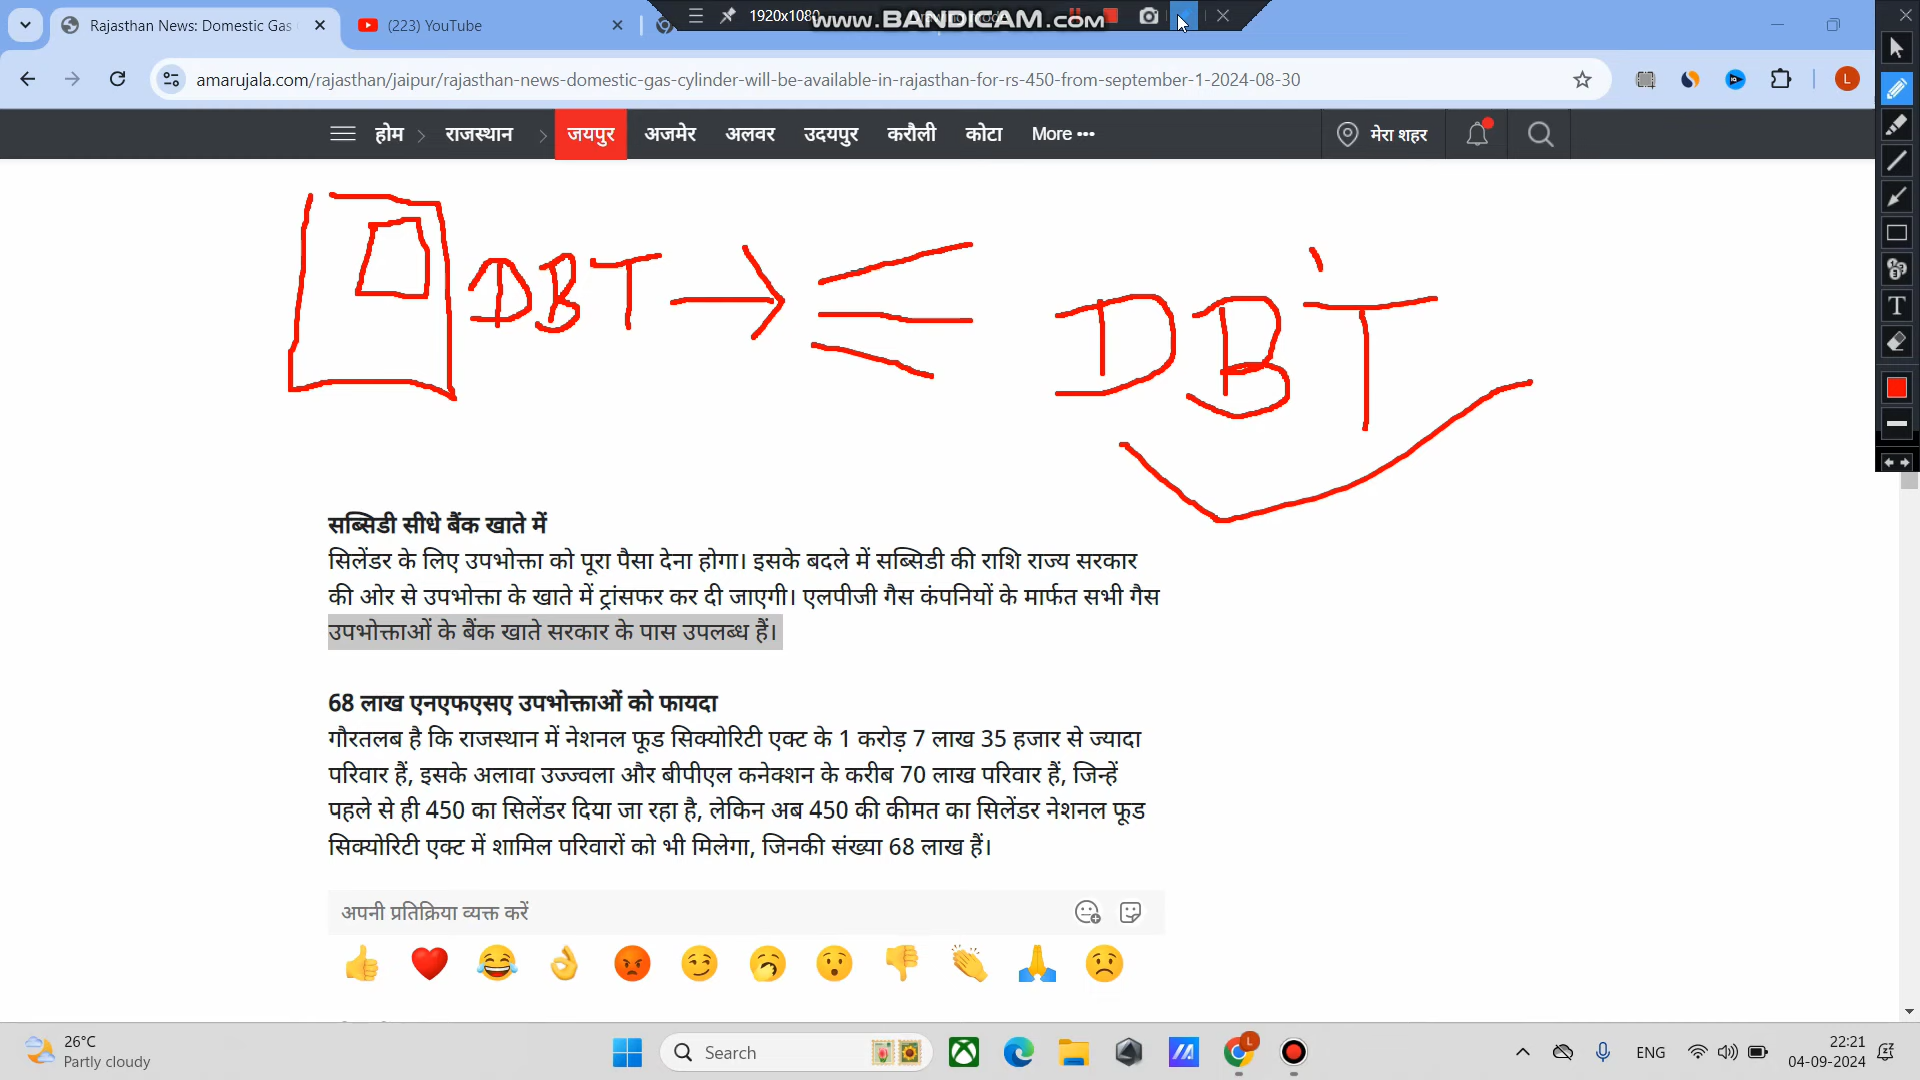 Rajasthan News: Domestic Gas
(223) YouTube
1920x1080
www.BANDICAM.com
amarujala.com/rajasthan/jaipur/rajasthan-news-domestic-gas-cylinder-will-be-available-in-rajasthan-for-rs-450-from-september-1-2024-08-30
L
होम राजस्थान जयपुर अजमेर अलवर उदयपुर करौली कोटा More ••• मेरा शहर
T
DBT
DBT
सब्सिडी सीधे बैंक खाते में
सिलेंडर के लिए उपभोक्ता को पूरा पैसा देना होगा। इसके बदले में सब्सिडी की राशि राज्य सरकार
की ओर से उपभोक्ता के खाते में ट्रांसफर कर दी जाएगी। एलपीजी गैस कंपनियों के मार्फत सभी गैस
उपभोक्ताओं के बैंक खाते सरकार के पास उपलब्ध हैं।
68 लाख एनएफएसए उपभोक्ताओं को फायदा
गौरतलब है कि राजस्थान में नेशनल फूड सिक्योरिटी एक्ट के 1 करोड़ 7 लाख 35 हजार से ज्यादा
परिवार हैं, इसके अलावा उज्ज्वला और बीपीएल कनेक्शन के करीब 70 लाख परिवार हैं, जिन्हें
पहले से ही 450 का सिलेंडर दिया जा रहा है, लेकिन अब 450 की कीमत का सिलेंडर नेशनल फूड
सिक्योरिटी एक्ट में शामिल परिवारों को भी मिलेगा, जिनकी संख्या 68 लाख हैं।
अपनी प्रतिक्रिया व्यक्त करें
26°C
Partly cloudy
Search
L
ENG
22:21
04-09-2024